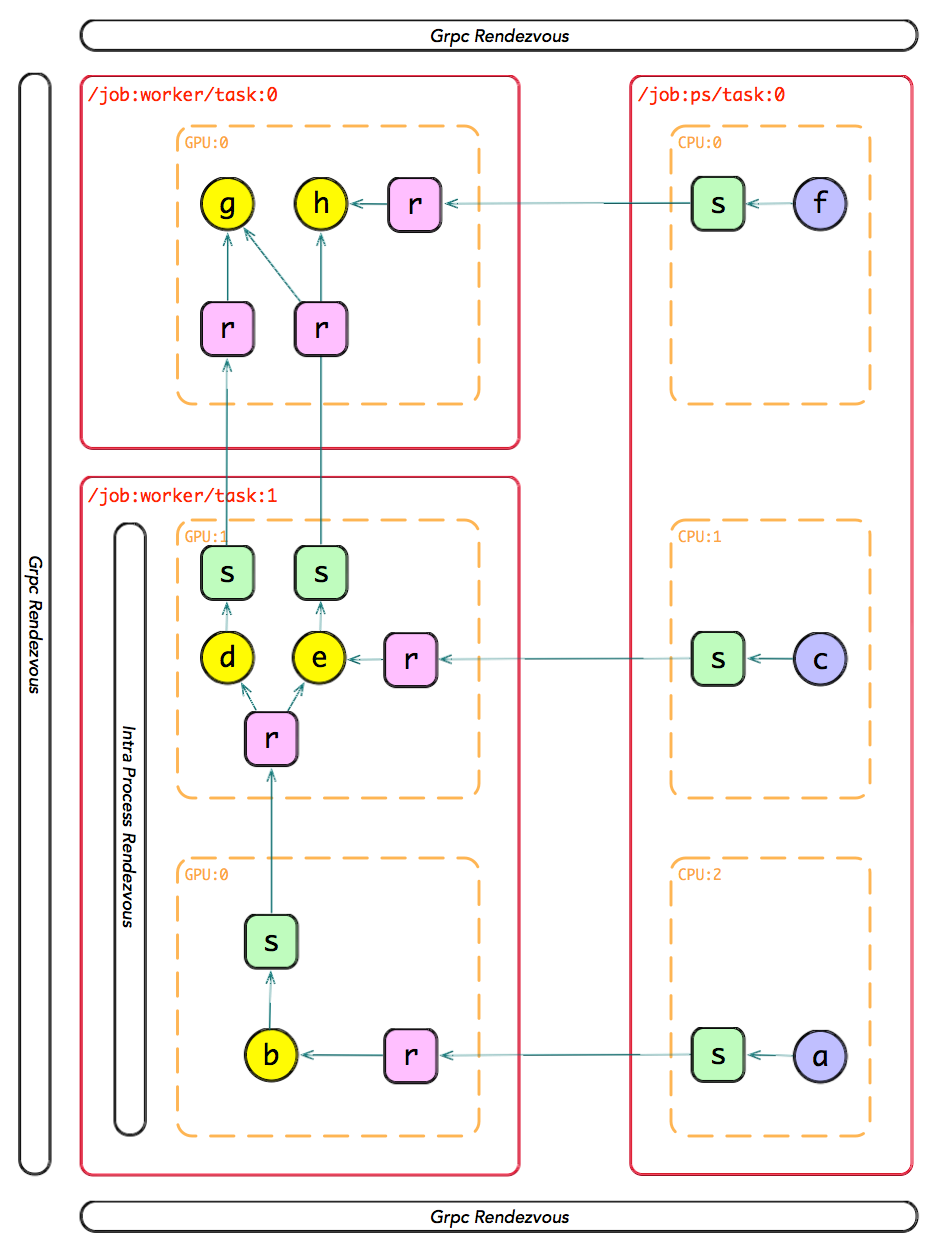 Grpc Rendezvous
/job:worker/task:0
/job:ps/task:0
GPU:0
CPU:0
g
h
r
s
f
r
r
/job:worker/task:1
Grpc Rendezvous
Intra Process Rendezvous
GPU:1
CPU:1
s
s
d
e
r
s
c
r
GPU:0
CPU:2
s
b
r
s
a
Grpc Rendezvous